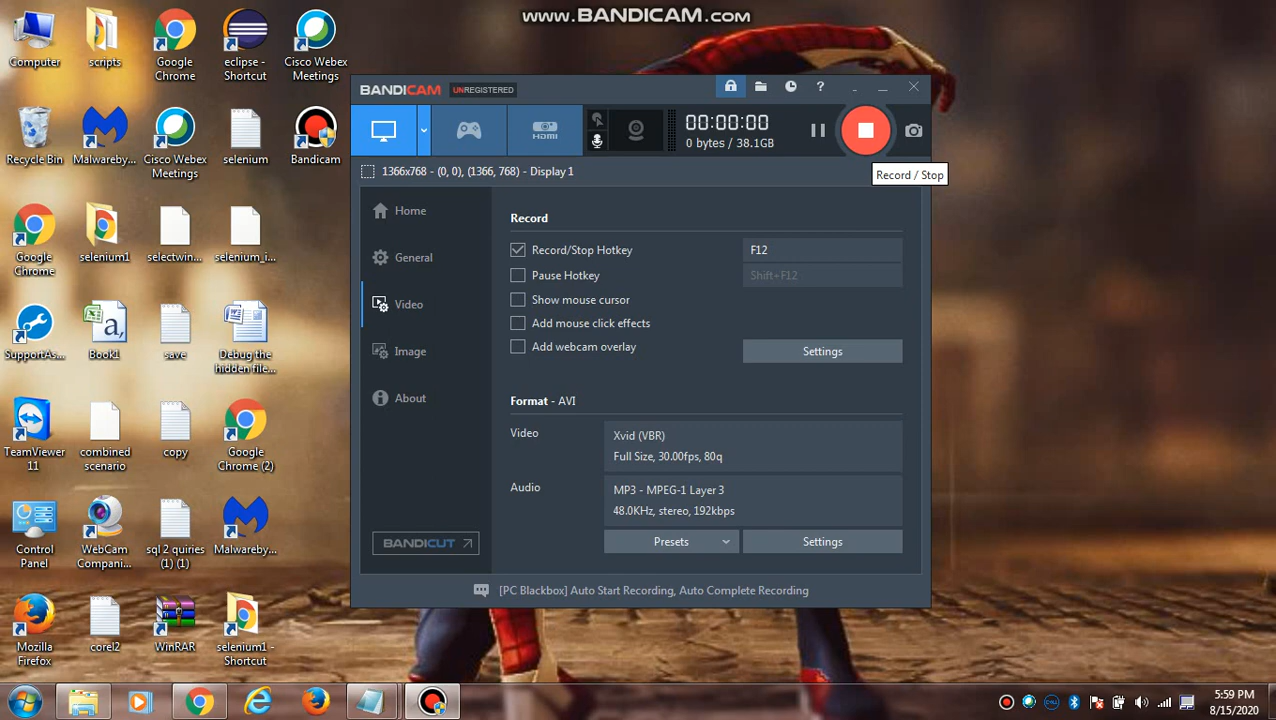 www.BANDICAM.com
Computer
scripts
Google
Chrome
eclipse -
Shortcut
Cisco Webex
Meetings
Recycle Bin
Malwareby...
Cisco Webex
Meetings
selenium
Bandicam
Google
Chrome
selenium1
selectwin...
selenium_i...
SupportAs...
Book1
save
Debug the
hidden file...
TeamViewer
11
combined
scenario
copy
Google
Chrome (2)
Control
Panel
WebCam
Compani...
sql 2 quiries
(1) (1)
Malwareby...
Mozilla
Firefox
corel2
WinRAR
selenium1 -
Shortcut
BANDICAM UNREGISTERED
HDMI
00:00:00
0 bytes / 38.1GB
Record / Stop
1366x768 - (0, 0), (1366, 768) - Display 1
Home
General
Video
Image
About
BANDICUT
Record
Record/Stop Hotkey
F12
Pause Hotkey
Shift+F12
Show mouse cursor
Add mouse click effects
Add webcam overlay
Settings
Format - AVI
Video
Xvid (VBR)
Full Size, 30.00fps, 80q
Audio
MP3 - MPEG-1 Layer 3
48.0KHz, stereo, 192kbps
Presets
Settings
[PC Blackbox] Auto Start Recording, Auto Complete Recording
5:59 PM
8/15/2020